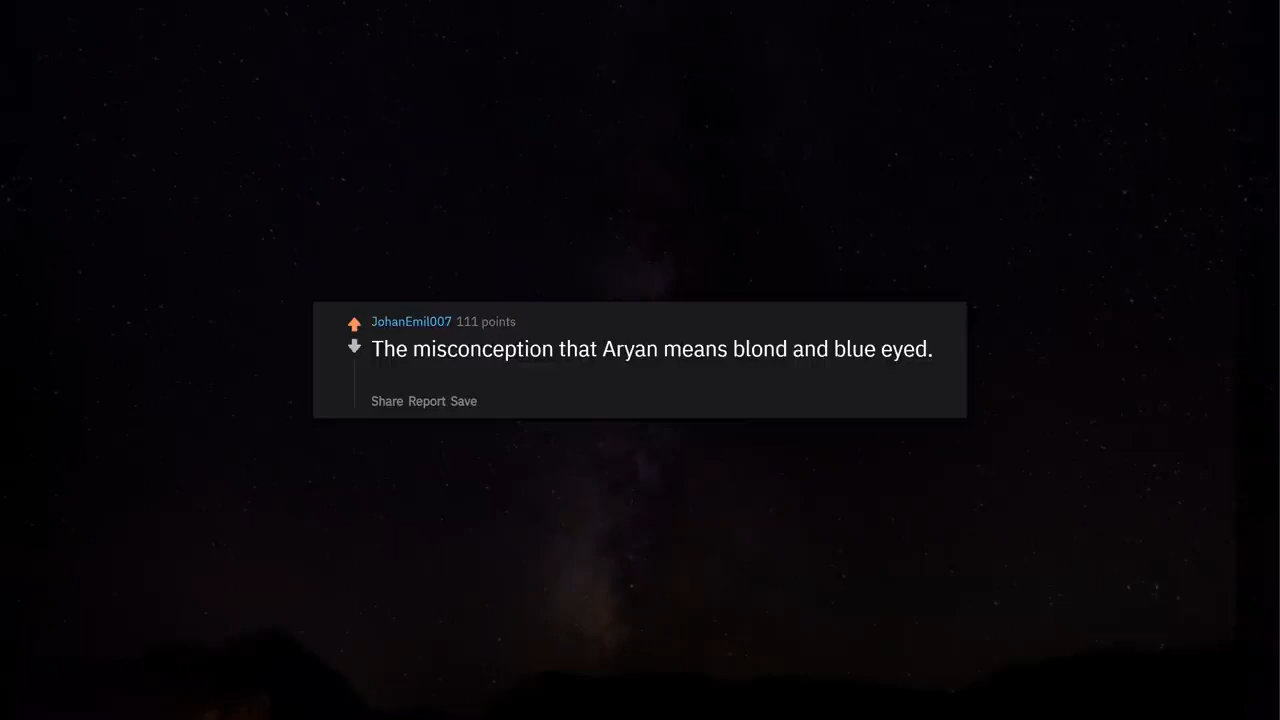 JohanEmil007 111 points
The misconception that Aryan means blond and blue eyed.
Share Report Save